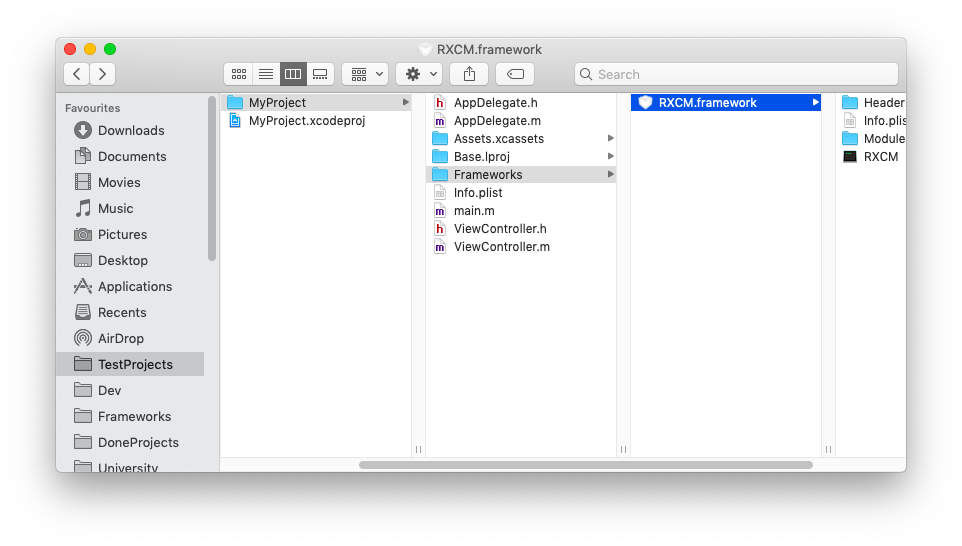 RXCM.framework
Search
Favourites
Downloads
Documents
Movies
Music
Pictures
Desktop
Applications
Recents
AirDrop
TestProjects
Dev
Frameworks
DoneProjects
University
MyProject
MyProject.xcodeproj
AppDelegate.h
AppDelegate.m
Assets.xcassets
Base.lproj
Frameworks
Info.plist
main.m
ViewController.h
ViewController.m
RXCM.framework
Header
Info.plis
Module
RXCM